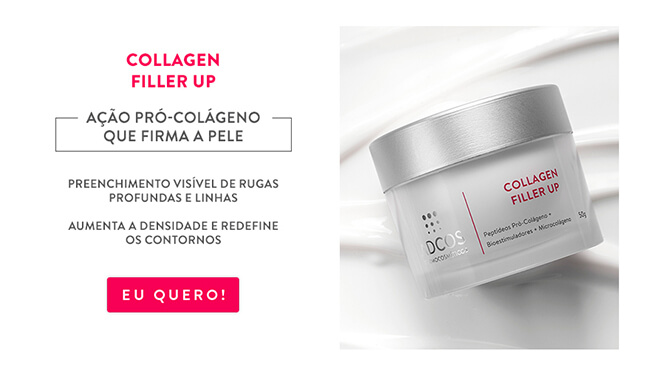 COLLAGEN
FILLER UP
AÇÃO PRÓ-COLÁGENO
QUE FIRMA A PELE
PREENCHIMENTO VISÍVEL DE RUGAS
PROFUNDAS E LINHAS
AUMENTA A DENSIDADE E REDEFINE
OS CONTORNOS
EU QUERO!
COLLAGEN
FILLER UP
Peptídeos Pró-Colágeno +
Bioestimuladores + Microcolágeno
50g
DCOS